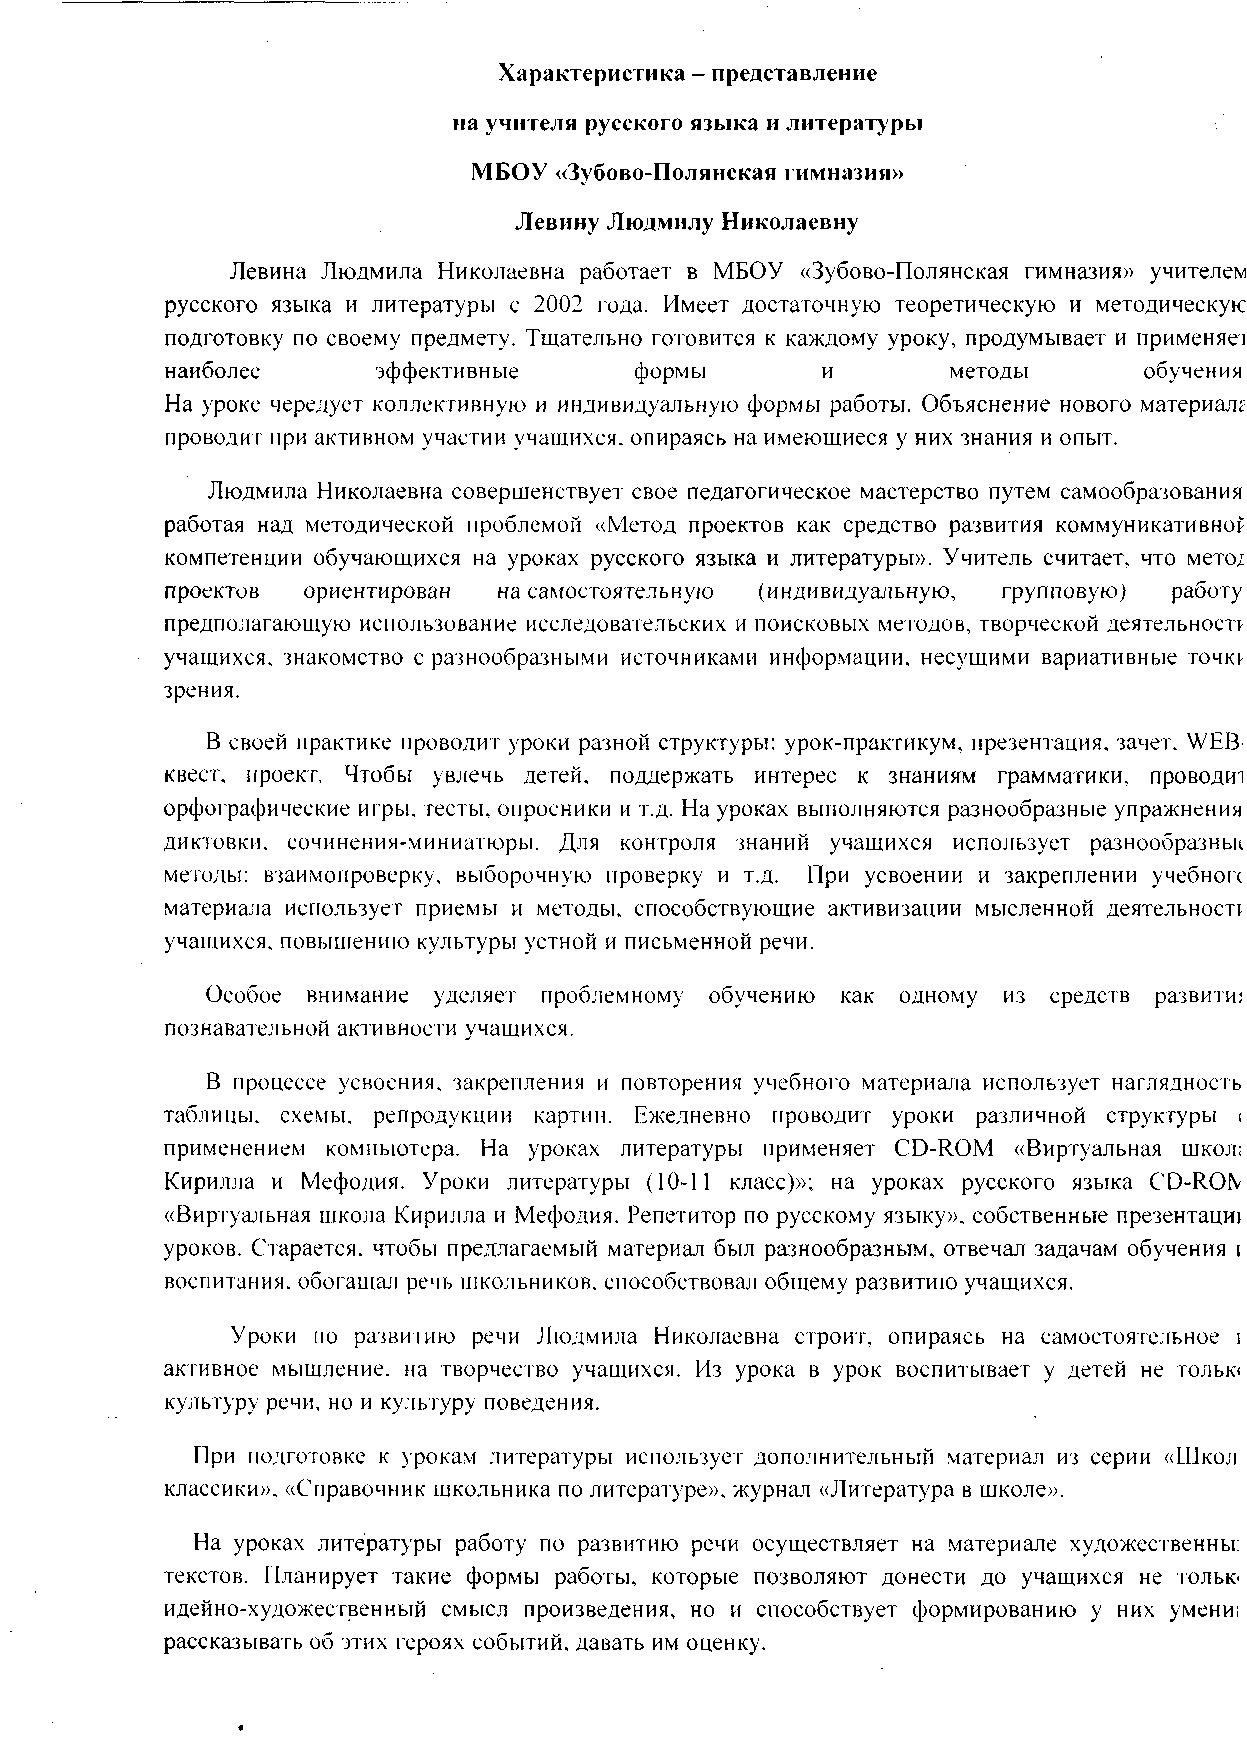 Характеристика – представление
на учителя русского языка и литературы
МБОУ «Зубово-Полянская гимназия»
Левину Людмилу Николаевну
Левина Людмила Николаевна работает в МБОУ «Зубово-Полянская гимназия» учителем
русского языка и литературы с 2002 года. Имеет достаточную теоретическую и методическую
подготовку по своему предмету. Тщательно готовится к каждому уроку, продумывает и применяет
наиболее эффективные формы и методы обучения
На уроке чередует коллективную и индивидуальную формы работы. Объяснение нового материала
проводит при активном участии учащихся, опираясь на имеющиеся у них знания и опыт.
Людмила Николаевна совершенствует свое педагогическое мастерство путем самообразования
работая над методической проблемой «Метод проектов как средство развития коммуникативной
компетенции обучающихся на уроках русского языка и литературы». Учитель считает, что метод
проектов ориентирован на самостоятельную (индивидуальную, групповую) работу
предполагающую использование исследовательских и поисковых методов, творческой деятельности
учащихся, знакомство с разнообразными источниками информации, несущими вариативные точки
зрения.
В своей практике проводит уроки разной структуры: урок-практикум, презентация, зачет, WEB-
квест, проект. Чтобы увлечь детей, поддержать интерес к знаниям грамматики, проводит
орфографические игры, тесты, опросники и т.д. На уроках выполняются разнообразные упражнения
диктовки, сочинения-миниатюры. Для контроля знаний учащихся использует разнообразные
методы: взаимопроверку, выборочную проверку и т.д. При усвоении и закреплении учебного
материала использует приемы и методы, способствующие активизации мысленной деятельности
учащихся, повышению культуры устной и письменной речи.
Особое внимание уделяет проблемному обучению как одному из средств развития
познавательной активности учащихся.
В процессе усвоения, закрепления и повторения учебного материала использует наглядность
таблицы, схемы, репродукции картин. Ежедневно проводит уроки различной структуры с
применением компьютера. На уроках литературы применяет CD-ROM «Виртуальная школа
Кирилла и Мефодия. Уроки литературы (10-11 класс)»; на уроках русского языка CD-ROM
«Виртуальная школа Кирилла и Мефодия. Репетитор по русскому языку», собственные презентации
уроков. Старается, чтобы предлагаемый материал был разнообразным, отвечал задачам обучения и
воспитания, обогащал речь школьников, способствовал общему развитию учащихся.
Уроки по развитию речи Людмила Николаевна строит, опираясь на самостоятельное и
активное мышление, на творчество учащихся. Из урока в урок воспитывает у детей не только
культуру речи, но и культуру поведения.
При подготовке к урокам литературы использует дополнительный материал из серии «Школ
классики», «Справочник школьника по литературе», журнал «Литература в школе».
На уроках литературы работу по развитию речи осуществляет на материале художественных
текстов. Планирует такие формы работы, которые позволяют донести до учащихся не только
идейно-художественный смысл произведения, но и способствует формированию у них умения
рассказывать об этих героях событий, давать им оценку.